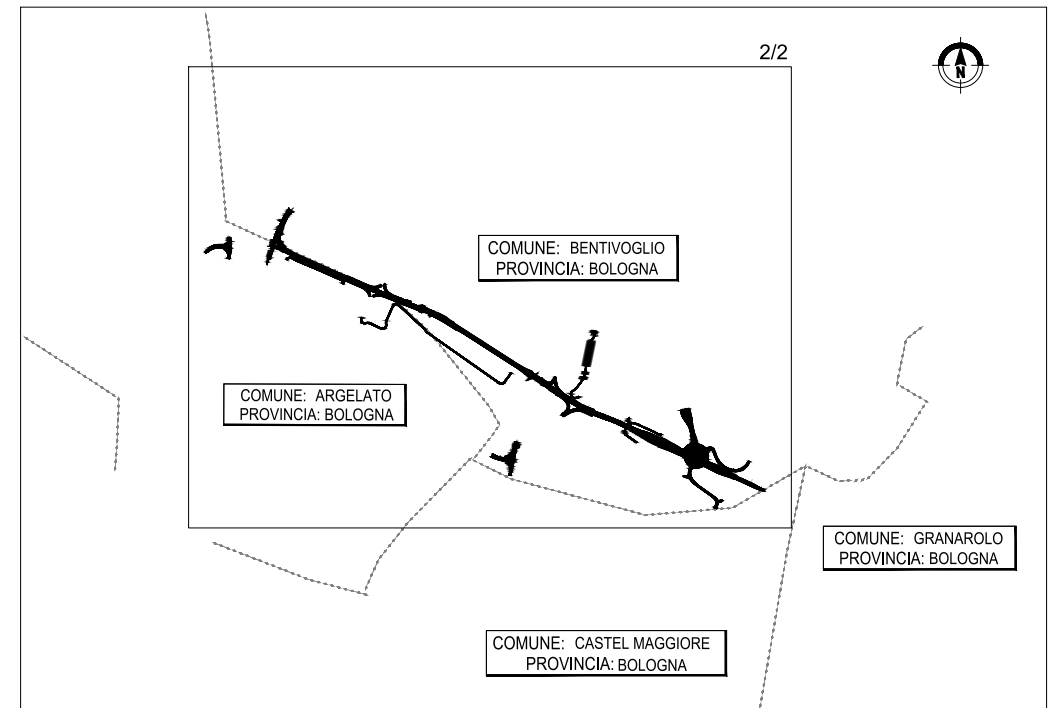 2/2
N
COMUNE: BENTIVOGLIO
PROVINCIA: BOLOGNA
COMUNE: ARGELATO
PROVINCIA: BOLOGNA
COMUNE: GRANAROLO
PROVINCIA: BOLOGNA
COMUNE: CASTEL MAGGIORE
PROVINCIA: BOLOGNA